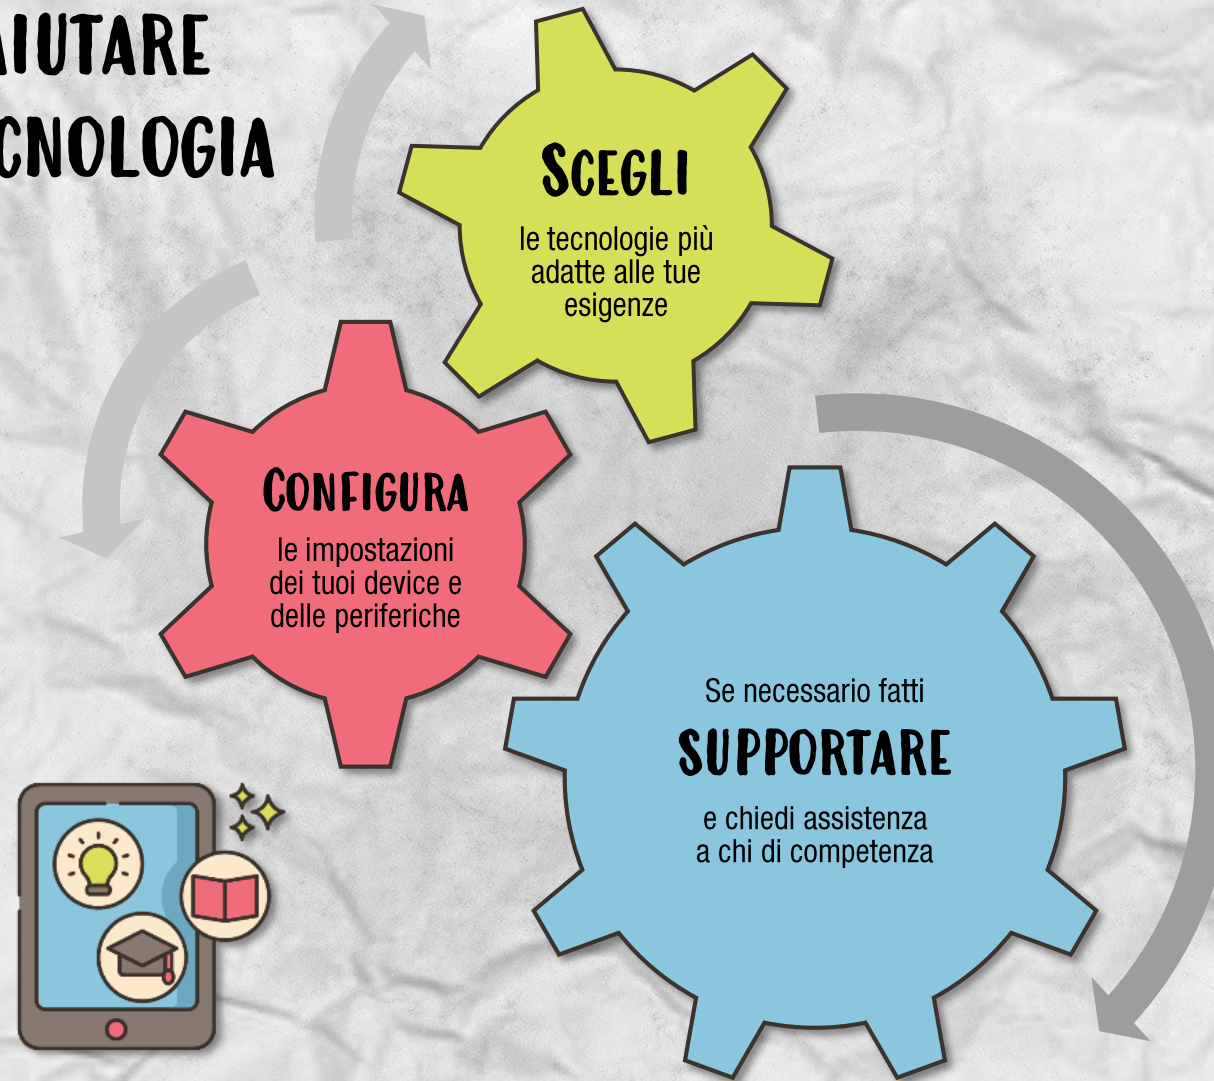 AIUTARE
CNOLOGIA
SCEGLI
le tecnologie più
adatte alle tue
esigenze
CONFIGURA
le impostazioni
dei tuoi device e
delle periferiche
Se necessario fatti
SUPPORTARE
e chiedi assistenza
a chi di competenza